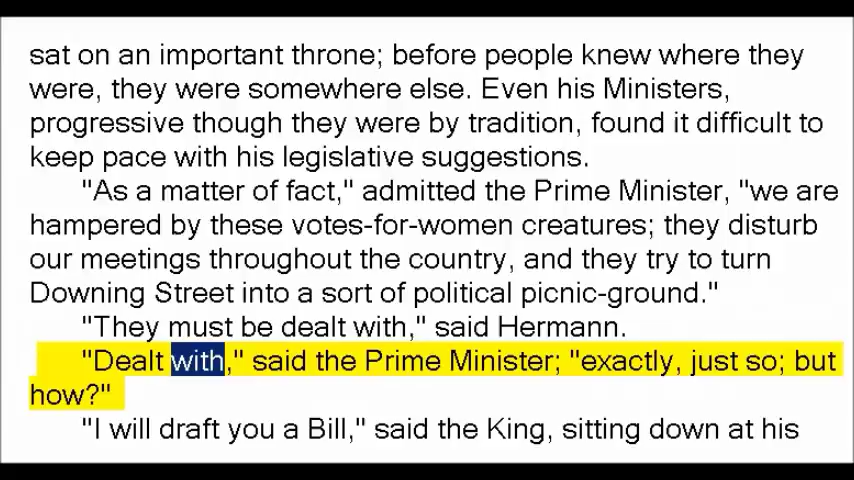 sat on an important throne; before people knew where they
were, they were somewhere else. Even his Ministers,
progressive though they were by tradition, found it difficult to
keep pace with his legislative suggestions.
"As a matter of fact," admitted the Prime Minister, "we are
hampered by these votes-for-women creatures; they disturb
our meetings throughout the country, and they try to turn
Downing Street into a sort of political picnic-ground."
"They must be dealt with," said Hermann.
"Dealt with," said the Prime Minister; "exactly, just so; but
how?"
"I will draft you a Bill," said the King, sitting down at his